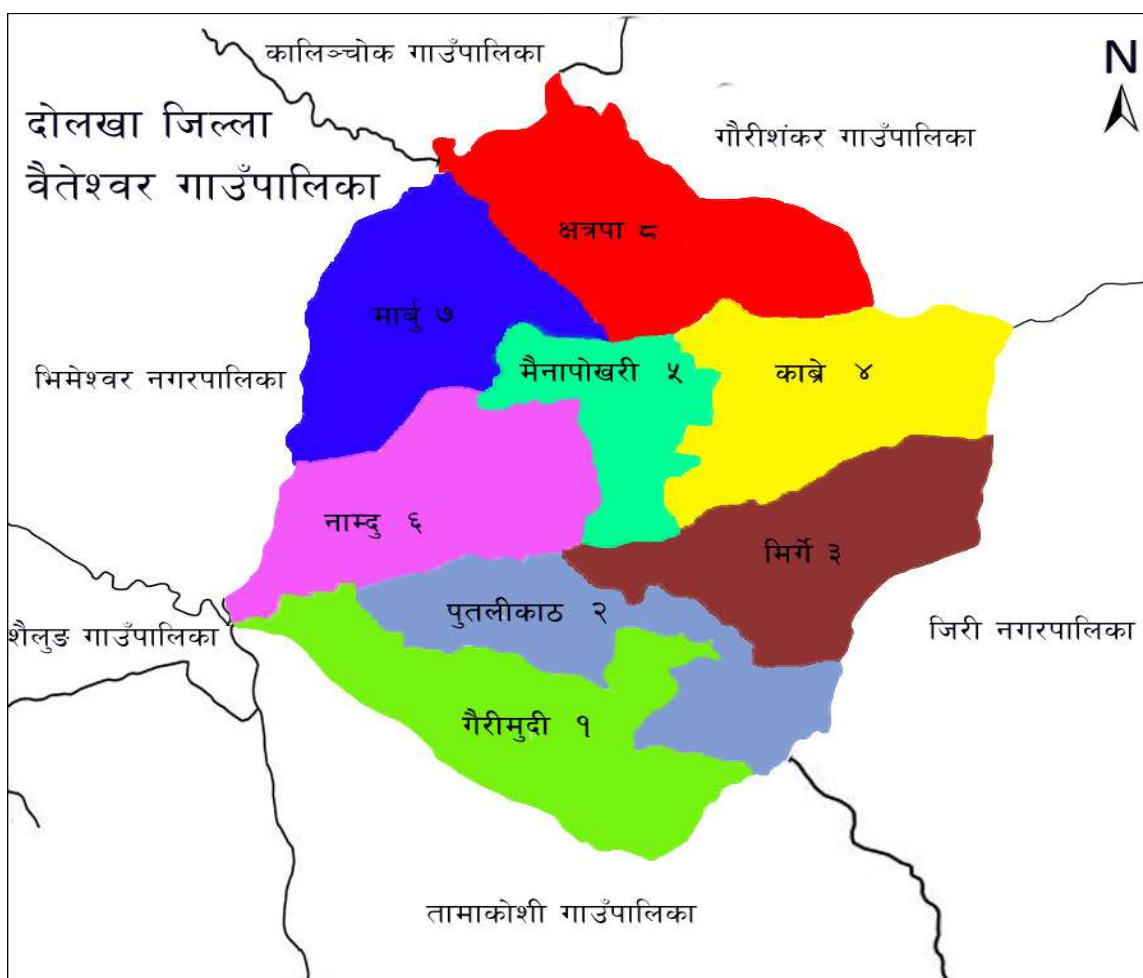 कालिञ्चोक गाउँपालिका
N
दोलखा जिल्ला
वैतेश्वर गाउँपालिका
गौरीशंकर गाउँपालिका
क्षत्रपा ८
मार्बु ७
भिमेश्वर नगरपालिका
मैनापोखरी ५
काब्रे ४
नाम्दु ६
मिर्गे ३
पुतलीकाठ २
शैलुङ गाउँपालिका
जिरी नगरपालिका
गैरीमुदी १
तामाकोशी गाउँपालिका